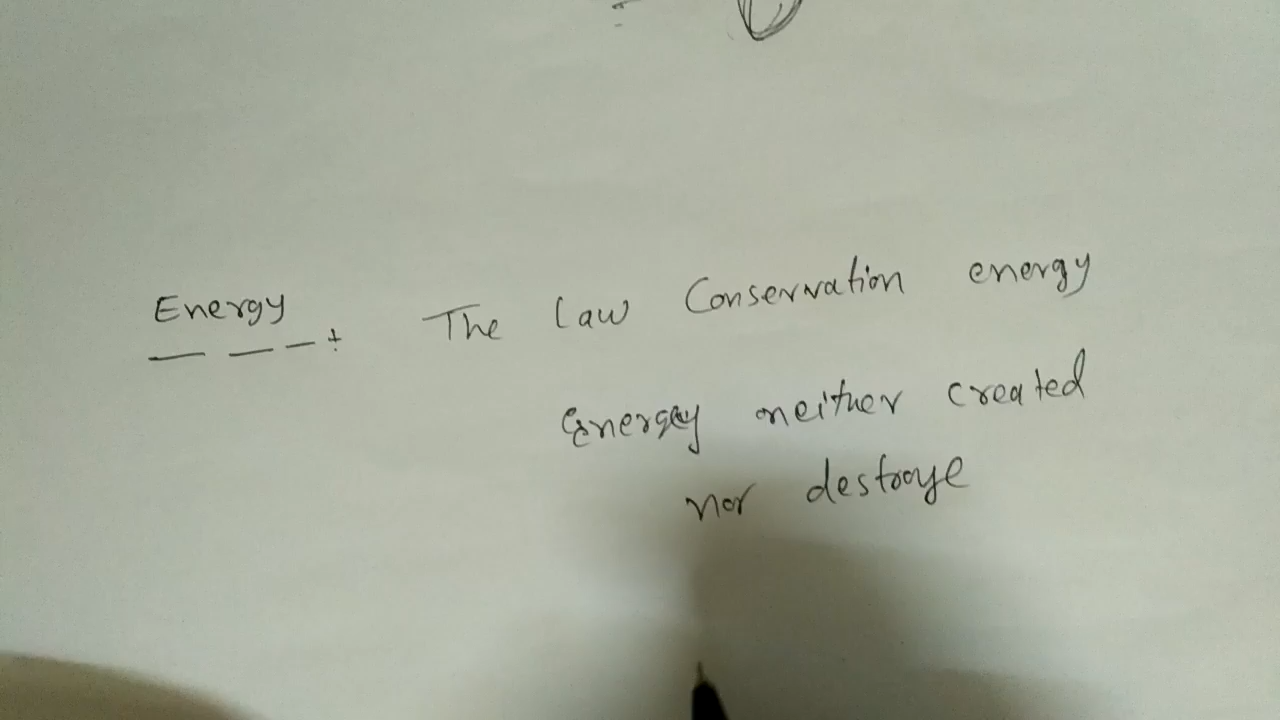 Energy : The law Conservation energy
Energy neither created
nor destroye